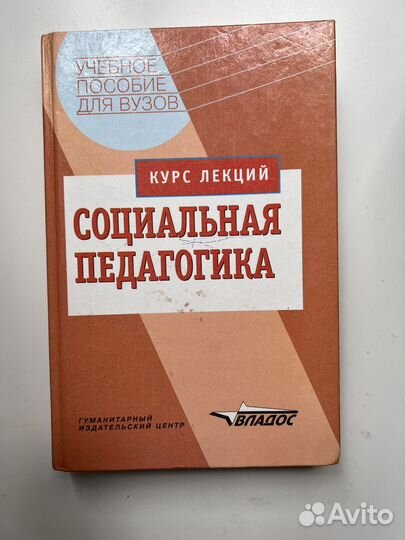 УЧЕБНОЕ
ПОСОБИЕ
ДЛЯ ВУЗОВ
КУРС ЛЕКЦИЙ
СОЦИАЛЬНАЯ
ПЕДАГОГИКА
ГУМАНИТАРНЫЙ
ИЗДАТЕЛЬСКИЙ ЦЕНТР
ВЛАДОС
Avito